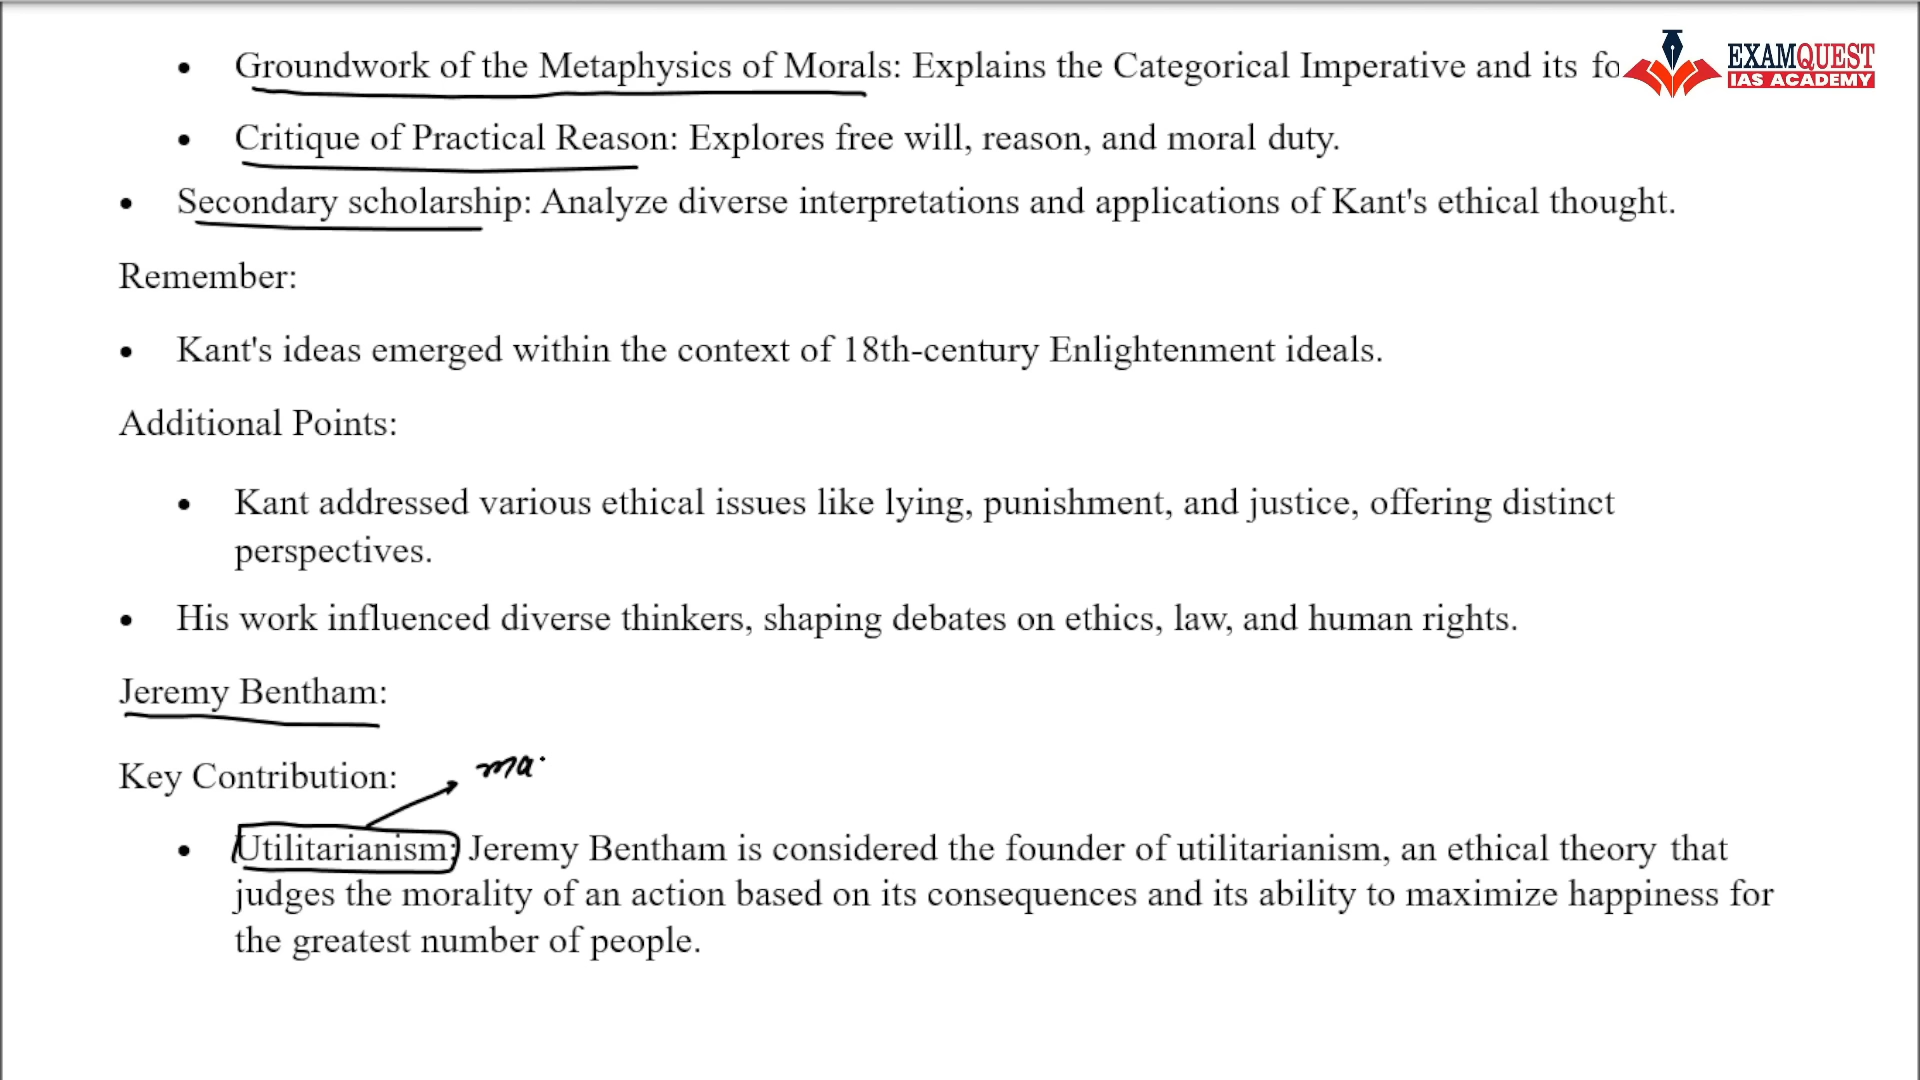 • Groundwork of the Metaphysics of Morals: Explains the Categorical Imperative and its fo
EXAMQUEST
IAS ACADEMY
• Critique of Practical Reason: Explores free will, reason, and moral duty.
• Secondary scholarship: Analyze diverse interpretations and applications of Kant's ethical thought.
Remember:
• Kant's ideas emerged within the context of 18th-century Enlightenment ideals.
Additional Points:
• Kant addressed various ethical issues like lying, punishment, and justice, offering distinct
perspectives.
• His work influenced diverse thinkers, shaping debates on ethics, law, and human rights.
Jeremy Bentham:
Key Contribution:
ma
• Utilitarianism: Jeremy Bentham is considered the founder of utilitarianism, an ethical theory that
judges the morality of an action based on its consequences and its ability to maximize happiness for
the greatest number of people.